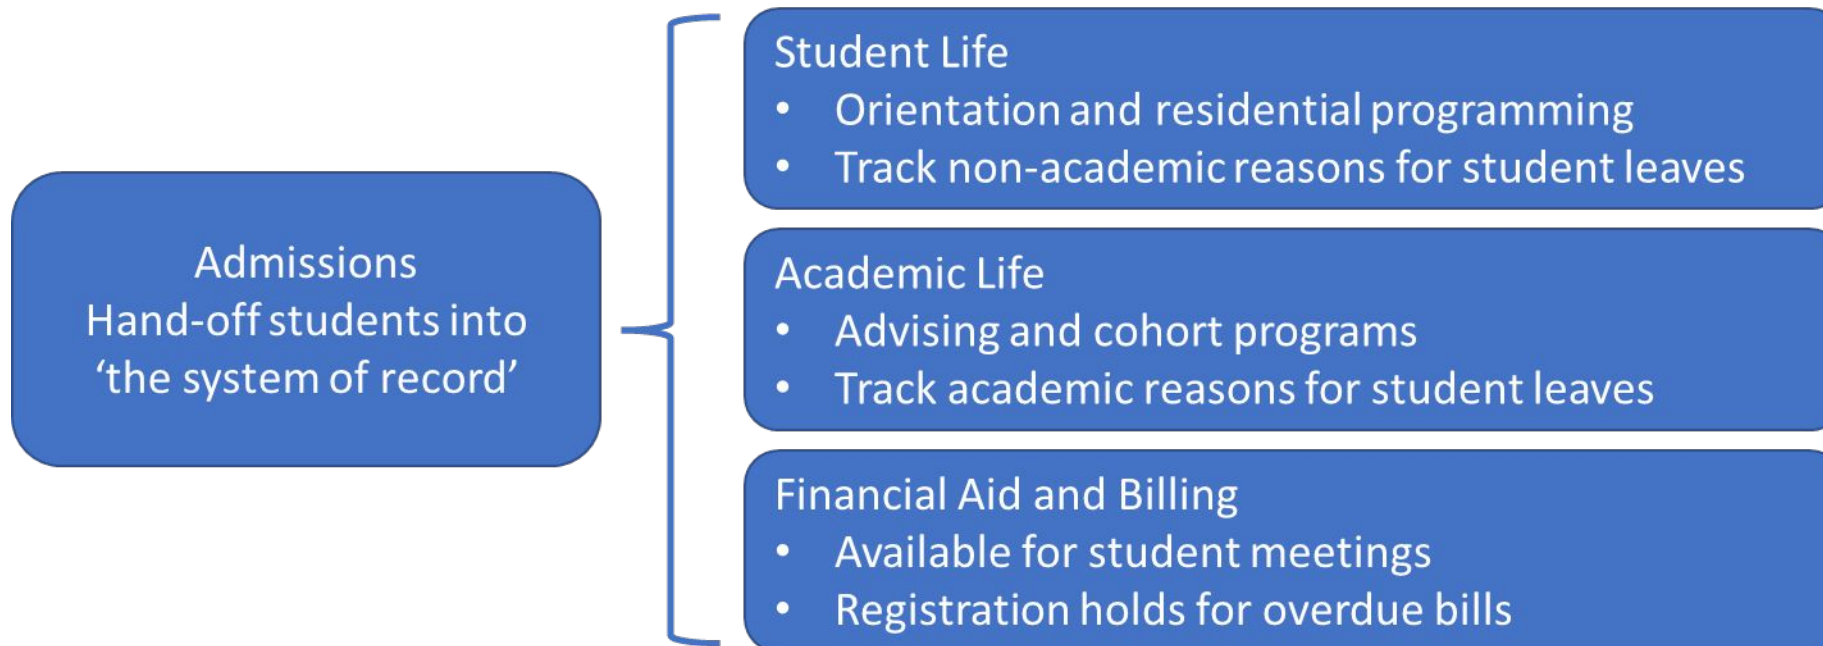 Admissions
Hand-off students into
‘the system of record’
Student Life
• Orientation and residential programming
• Track non-academic reasons for student leaves
Academic Life
• Advising and cohort programs
• Track academic reasons for student leaves
Financial Aid and Billing
• Available for student meetings
• Registration holds for overdue bills